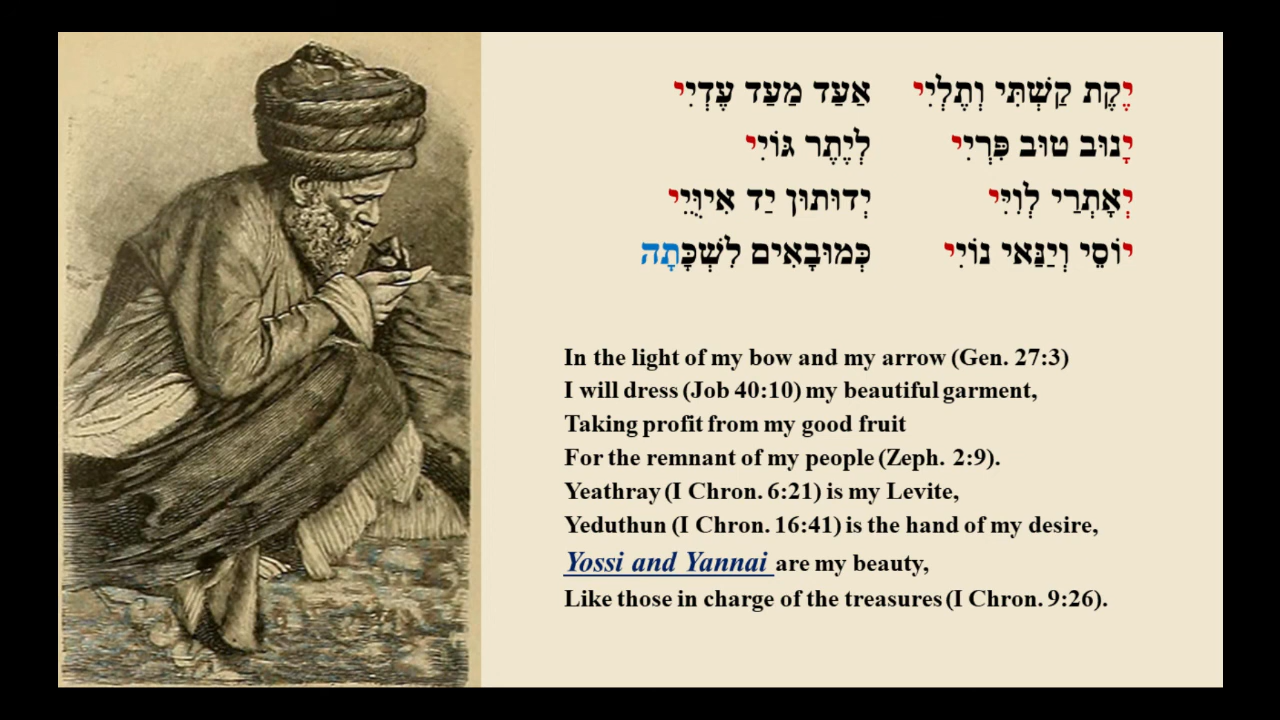 יֶקֶת קַשְׁתִּי וְתֶלְיִי אַעַד מַעַד עֶדְיִי
יָנוּב טוּב פִּרְיִי לְיֶתֶר גּוֹיִי
יְאָתְרַי לְוִיִּי יְדוּתוּן יַד אִיוּיִּי
יוֹסֵי וְיַנַּאי נוֹיִי כְּמוּבָאִים לִשְׁכָּתָה
In the light of my bow and my arrow (Gen. 27:3)
I will dress (Job 40:10) my beautiful garment,
Taking profit from my good fruit
For the remnant of my people (Zeph. 2:9).
Yeathray (I Chron. 6:21) is my Levite,
Yeduthun (I Chron. 16:41) is the hand of my desire,
Yossi and Yannai are my beauty,
Like those in charge of the treasures (I Chron. 9:26).